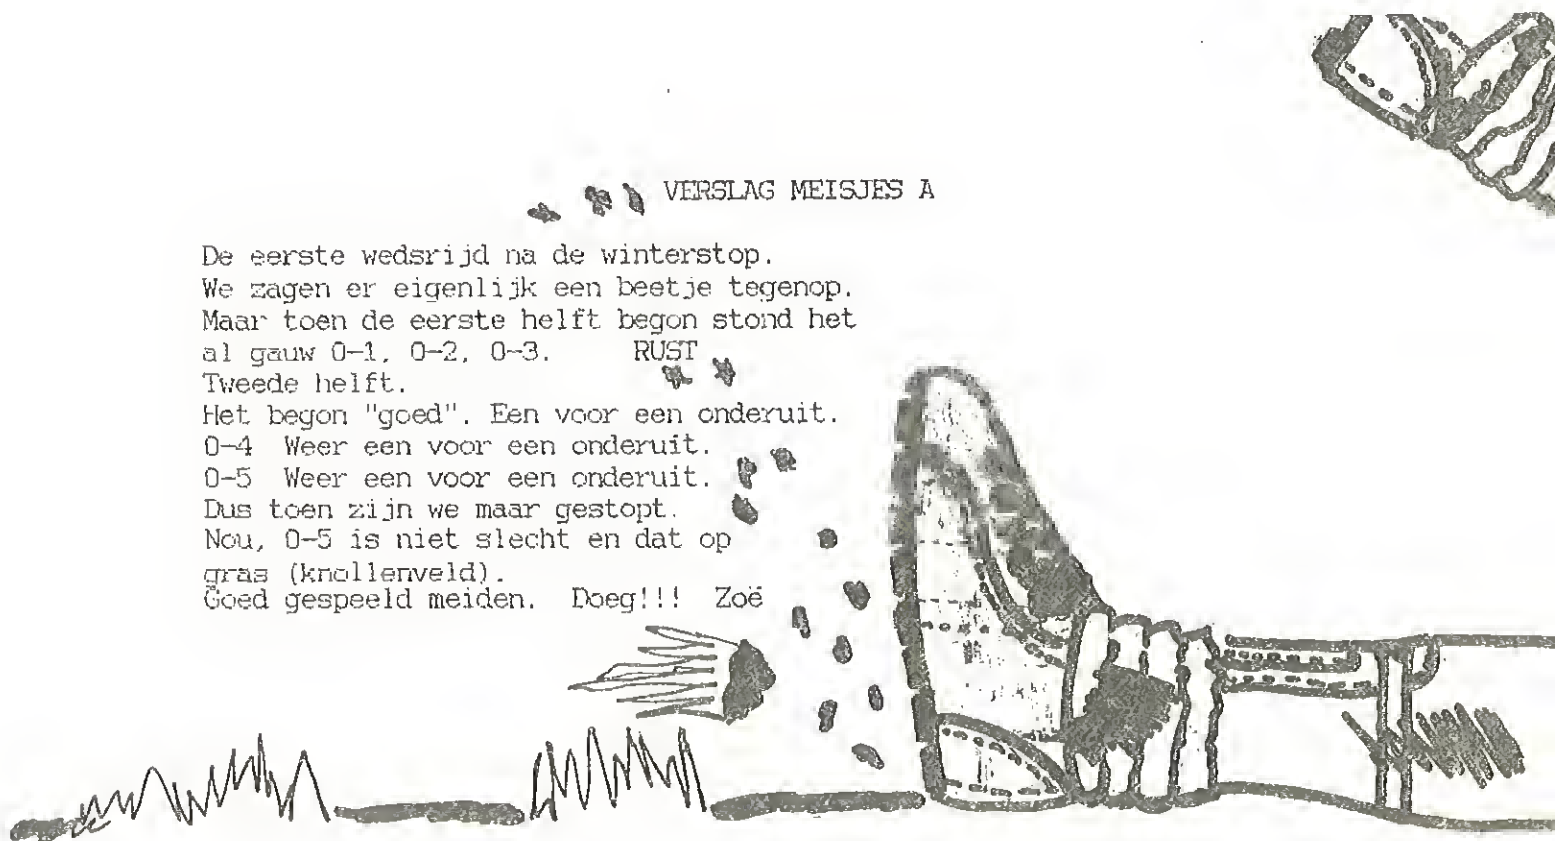 VERSLAG MEISJES A
De eerste wedsrijd na de winterstop.
We zagen er eigenlijk een beetje tegenop.
Maar toen de eerste helft begon stond het
al gauw 0-1, 0-2, 0-3. RUST
Tweede helft.
Het begon "goed". Een voor een onderuit.
0-4 Weer een voor een onderuit.
0-5 Weer een voor een onderuit.
Dus toen zijn we maar gestopt.
Nou, 0-5 is niet slecht en dat op
gras (knollenveld).
Goed gespeeld meiden. Doeg!!! Zoë